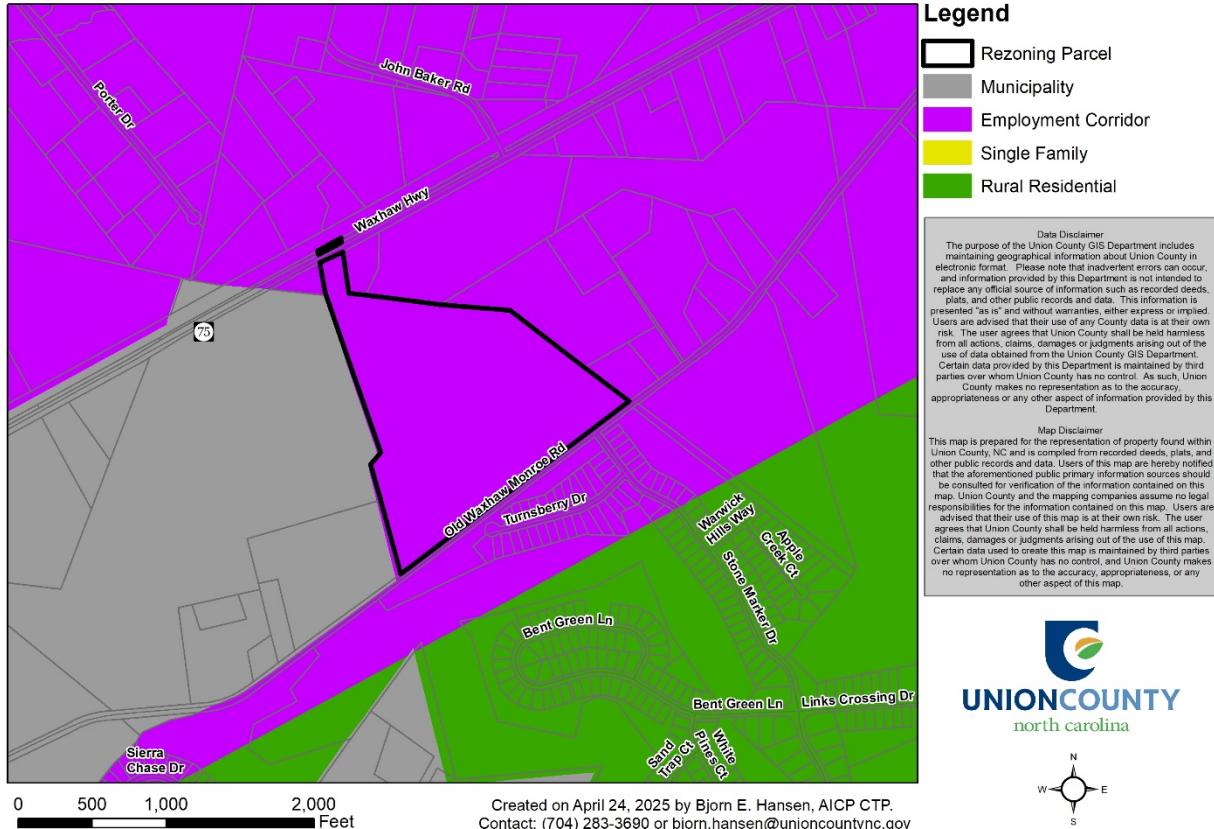 Porter Dr
John Baker Rd
Waxhaw Hwy
75
Old Waxhaw Monroe Rd
Turnsberry Dr
Warwick
Hills Way
Apple
Creek Ct
Stone Marker Dr
Bent Green Ln
Bent Green Ln
Links Crossing Dr
Sand
Trap Ct
White
Pines Ct
Sierra
Chase Dr
Legend
Rezoning Parcel
Municipality
Employment Corridor
Single Family
Rural Residential
Data Disclaimer
The purpose of the Union County GIS Department includes
maintaining geographical information about Union County in
electronic format. Please note that inadvertent errors can occur,
and information provided by this Department is not intended to
replace any official source of information such as recorded deeds,
plats, and other public records and data. This information is
presented "as is" and without warranties, either express or implied.
Users are advised that their use of any County data is at their own
risk. The user agrees that Union County shall be held harmless
from all actions, claims, damages or judgments arising out of the
use of data obtained from the Union County GIS Department.
Certain data provided by this Department is maintained by third
parties over whom Union County has no control. As such, Union
County makes no representation as to the accuracy,
appropriateness or any other aspect of information provided by this
Department.
Map Disclaimer
This map is prepared for the representation of property found within
Union County, NC and is compiled from recorded deeds, plats, and
other public records and data. Users of this map are hereby notified
that the aforementioned public primary information sources should
be consulted for verification of the information contained on this
map. Union County and the mapping companies assume no legal
responsibilities for the information contained on this map. Users are
advised that their use of this map is at their own risk. The user
agrees that Union County shall be held harmless from all actions,
claims, damages or judgments arising out of the use of this map.
Certain data used to create this map is maintained by third parties
over whom Union County has no control, and Union County makes
no representation as to the accuracy, appropriateness, or any
other aspect of this map.
UNIONCOUNTY
north carolina
N
W E
S
0 500 1,000 2,000
Feet
Created on April 24, 2025 by Bjorn E. Hansen, AICP CTP.
Contact: (704) 283-3690 or bjorn.hansen@unioncountync.gov